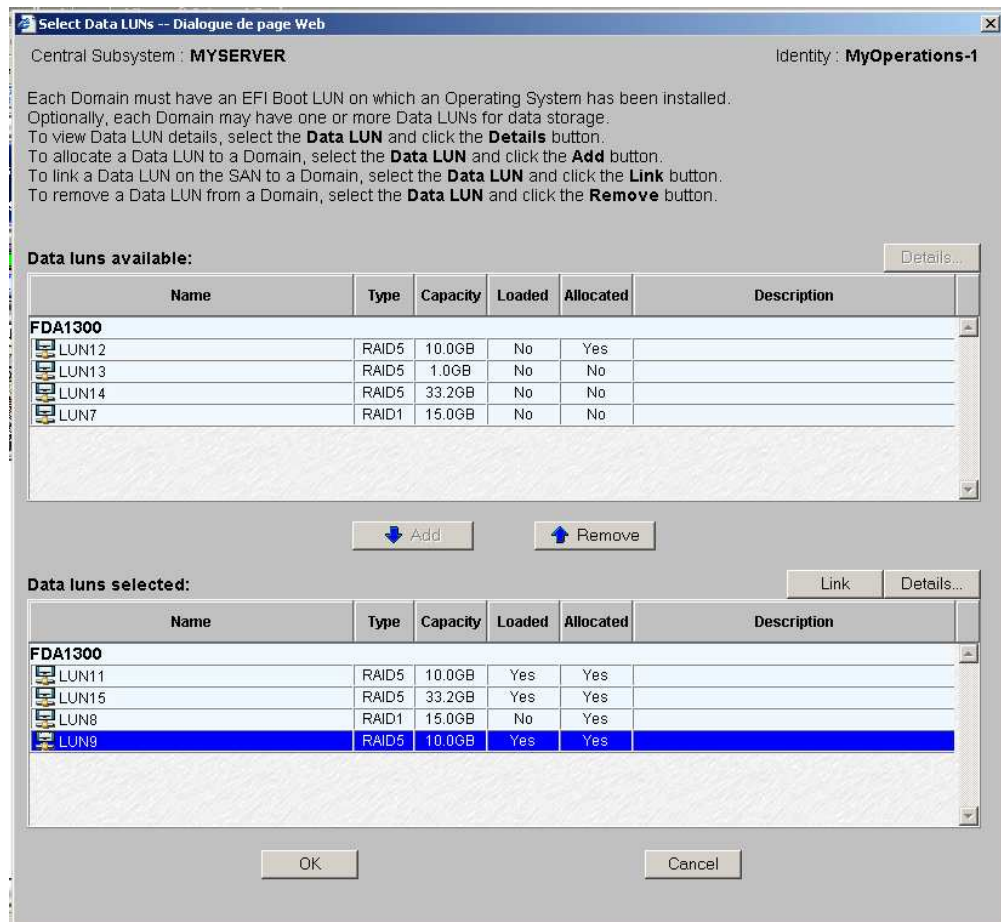 Select Data LUNs -- Dialogue de page Web
Central Subsystem : MYSERVER Identity : MyOperations-1
Each Domain must have an EFI Boot LUN on which an Operating System has been installed.
Optionally, each Domain may have one or more Data LUNs for data storage.
To view Data LUN details, select the Data LUN and click the Details button.
To allocate a Data LUN to a Domain, select the Data LUN and click the Add button.
To link a Data LUN on the SAN to a Domain, select the Data LUN and click the Link button.
To remove a Data LUN from a Domain, select the Data LUN and click the Remove button.
Data luns available: Details...
Name Type Capacity Loaded Allocated Description
FDA1300
LUN12 RAID5 10.0GB No Yes
LUN13 RAID5 1.0GB No No
LUN14 RAID5 33.2GB No No
LUN7 RAID1 15.0GB No No
Add Remove
Data luns selected: Link Details...
Name Type Capacity Loaded Allocated Description
FDA1300
LUN11 RAID5 10.0GB Yes Yes
LUN15 RAID5 33.2GB Yes Yes
LUN8 RAID1 15.0GB No Yes
LUN9 RAID5 10.0GB Yes Yes
OK Cancel